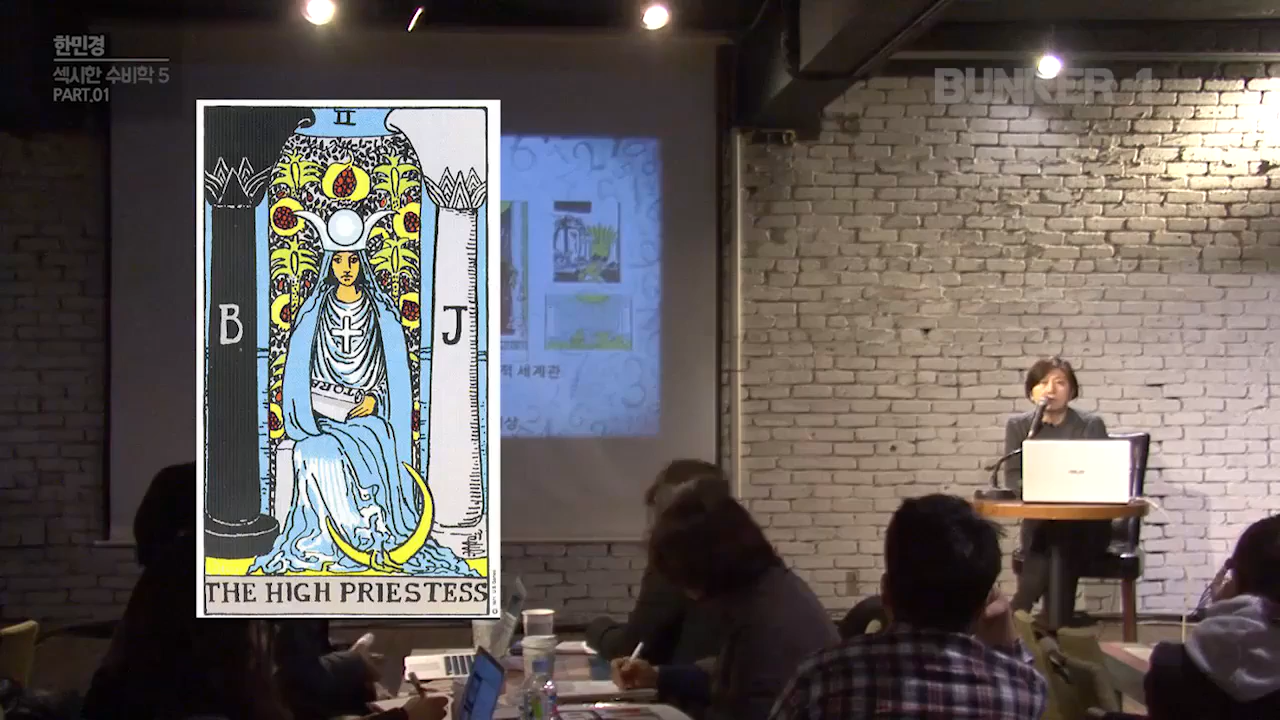 한민경
섹시한 수비학 5
PART.01
BUNKER 1
II
B
J
TORA
THE HIGH PRIESTESS
적 세계관
상
ASUS